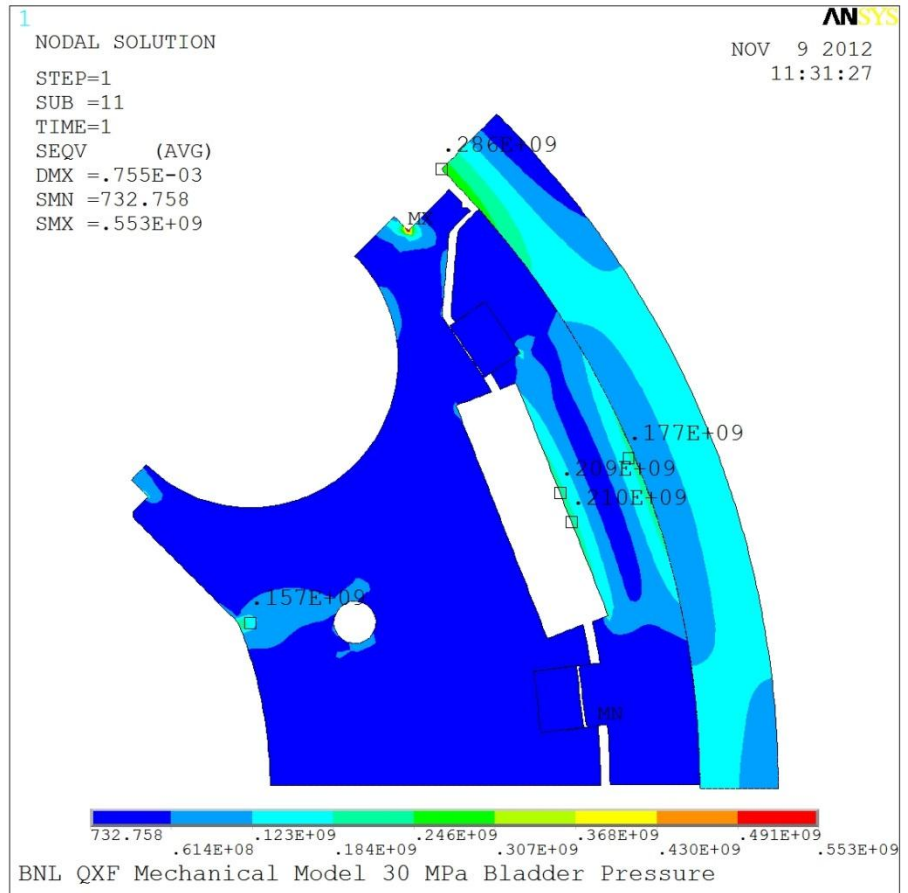 1
ANSYS
NODAL SOLUTION
NOV 9 2012
11:31:27
STEP=1
SUB =11
TIME=1
SEQV (AVG)
DMX =.755E-03
SMN =732.758
SMX =.553E+09
.286E+09
MX
.177E+09
.209E+09
.210E+09
.157E+09
MN
732.758 .123E+09 .246E+09 .368E+09 .491E+09
.614E+08 .184E+09 .307E+09 .430E+09 .553E+09
BNL QXF Mechanical Model 30 MPa Bladder Pressure